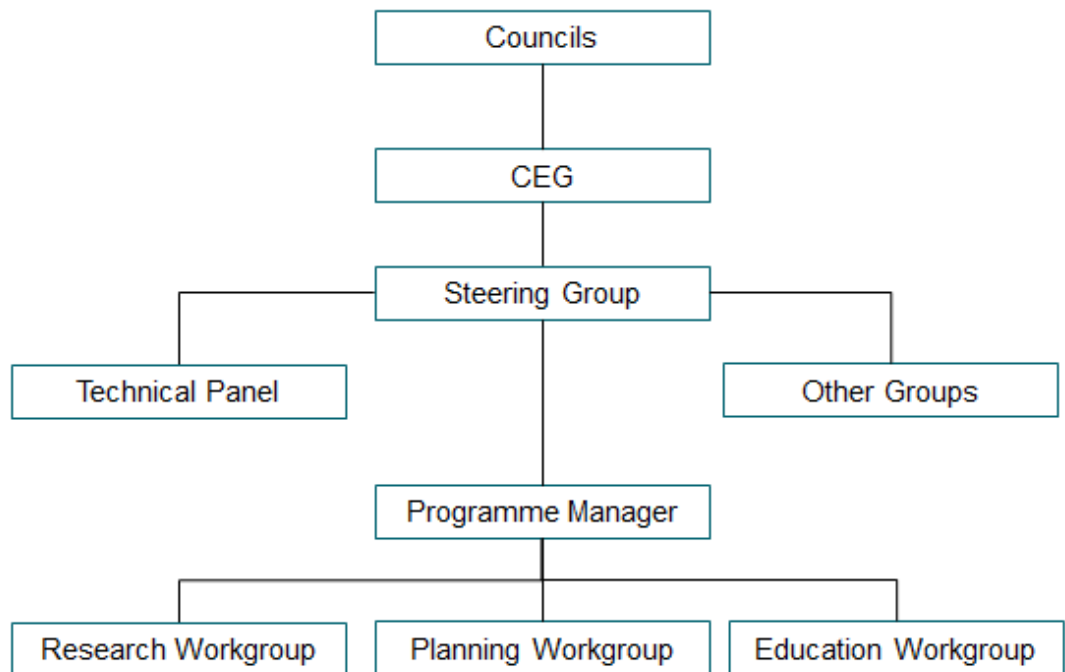 Councils
CEG
Steering Group
Technical Panel
Other Groups
Programme Manager
Research Workgroup
Planning Workgroup
Education Workgroup